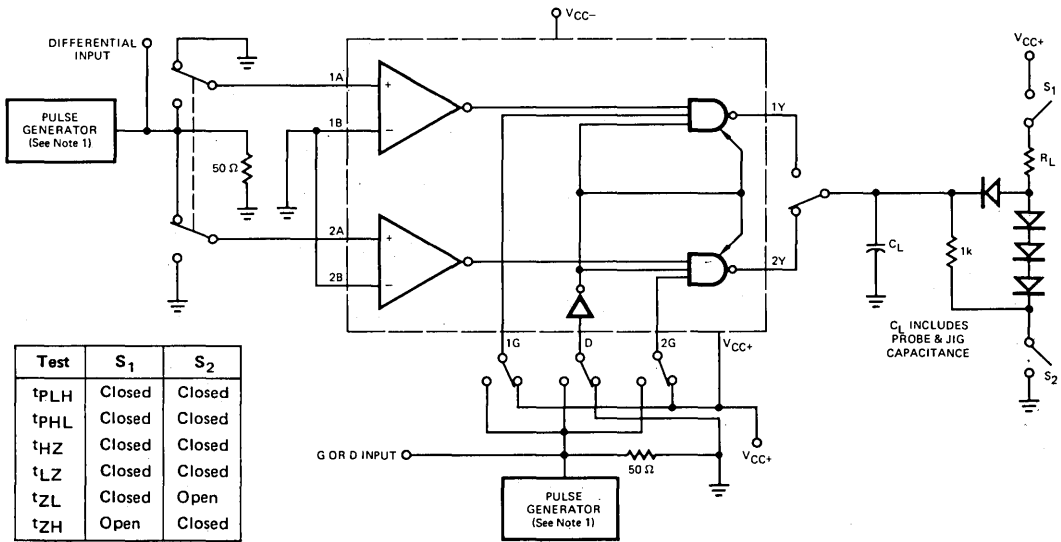 VCC−
DIFFERENTIAL
INPUT
PULSE
GENERATOR
(See Note 1)
50 Ω
1A
+
1B
−
2A
+
2B
−
1Y
2Y
1G
D
2G
VCC+
VCC+
S1
RL
CL
1k
CL INCLUDES
PROBE & JIG
CAPACITANCE
S2
G OR D INPUT
50 Ω
VCC+
PULSE
GENERATOR
(See Note 1)
Test S1 S2
tPLH Closed Closed
tPHL Closed Closed
tHZ Closed Closed
tLZ Closed Closed
tZL Closed Open
tZH Open Closed